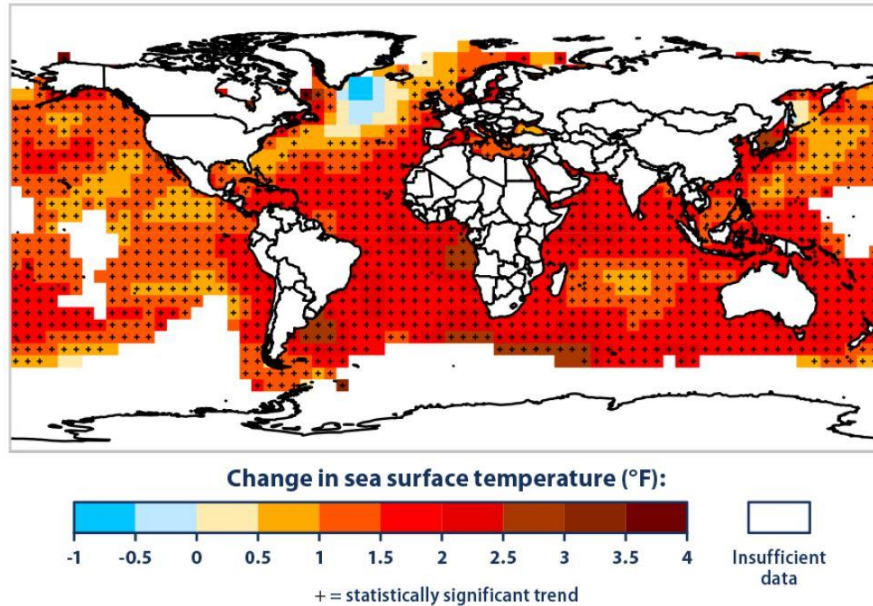 Change in sea surface temperature (°F):
-1 -0.5 0 0.5 1 1.5 2 2.5 3 3.5 4
Insufficient
data
+ = statistically significant trend